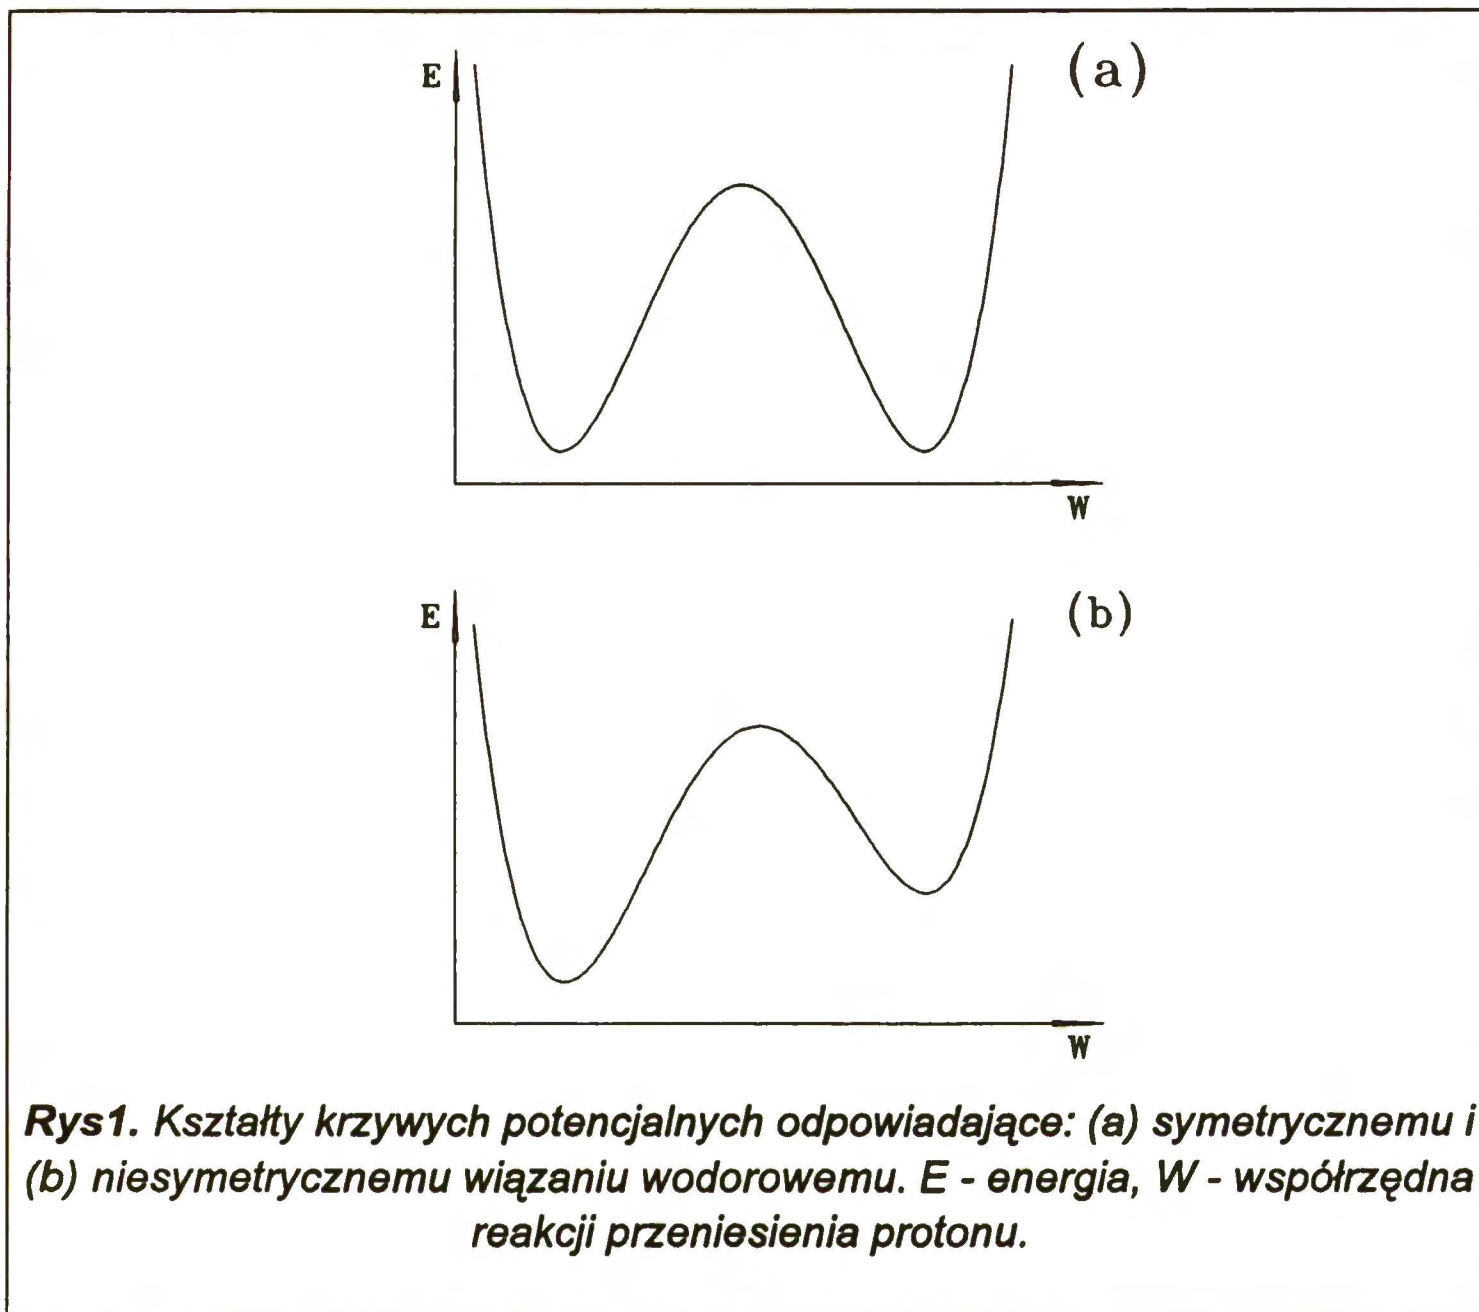 E
(a)
W
E
(b)
W
Rys1. Kształty krzywych potencjalnych odpowiadające: (a) symetrycznemu i
(b) niesymetrycznemu wiązaniu wodorowemu. E - energia, W - współrzędna
reakcji przeniesienia protonu.